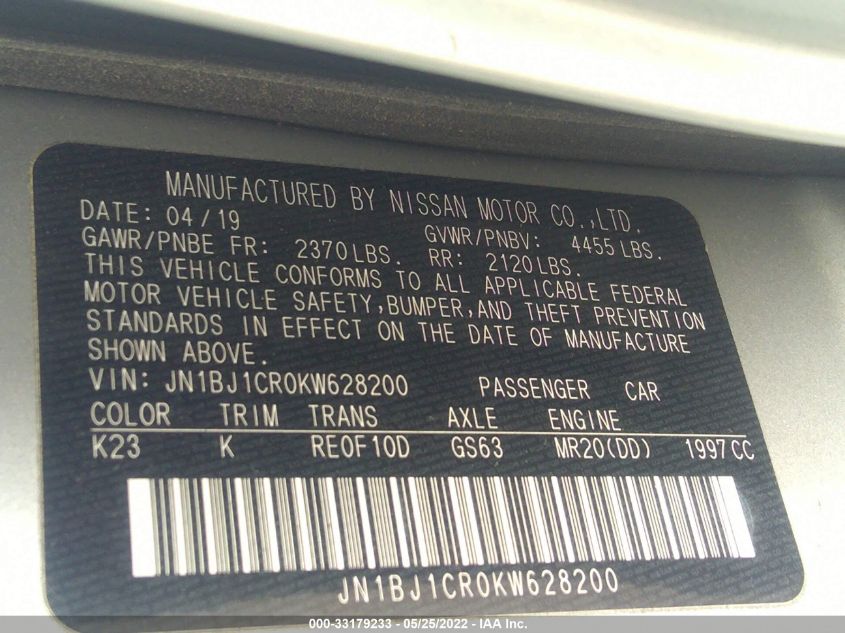 MANUFACTURED BY NISSAN MOTOR CO.,LTD.
DATE: 04/19 GVWR/PNBV: 4455 LBS.
GAWR/PNBE FR: 2370 LBS. RR: 2120 LBS.
THIS VEHICLE CONFORMS TO ALL APPLICABLE FEDERAL
MOTOR VEHICLE SAFETY,BUMPER,AND THEFT PREVENTION
STANDARDS IN EFFECT ON THE DATE OF MANUFACTURE
SHOWN ABOVE.
VIN: JN1BJ1CR0KW628200 PASSENGER CAR
COLOR TRIM TRANS AXLE ENGINE
K23 K RE0F10D GS63 MR20(DD) 1997CC
JN1BJ1CR0KW628200
000-33179233 - 05/25/2022 - IAA Inc.